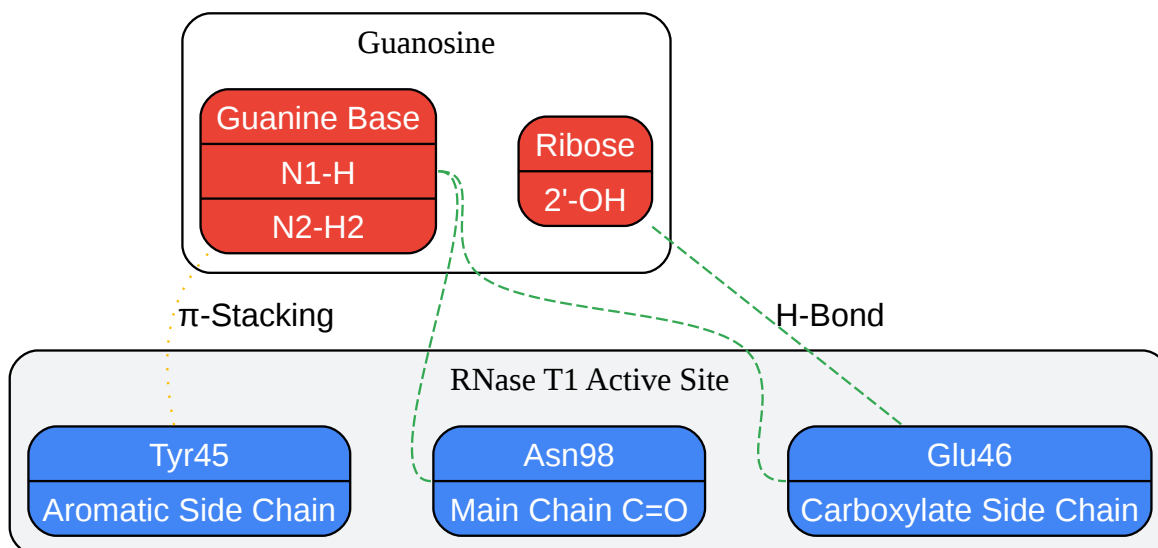 Guanosine
Guanine Base
N1-H
N2-H2
Ribose
2'-OH
π-Stacking
H-Bond
RNase T1 Active Site
Tyr45
Aromatic Side Chain
Asn98
Main Chain C=O
Glu46
Carboxylate Side Chain